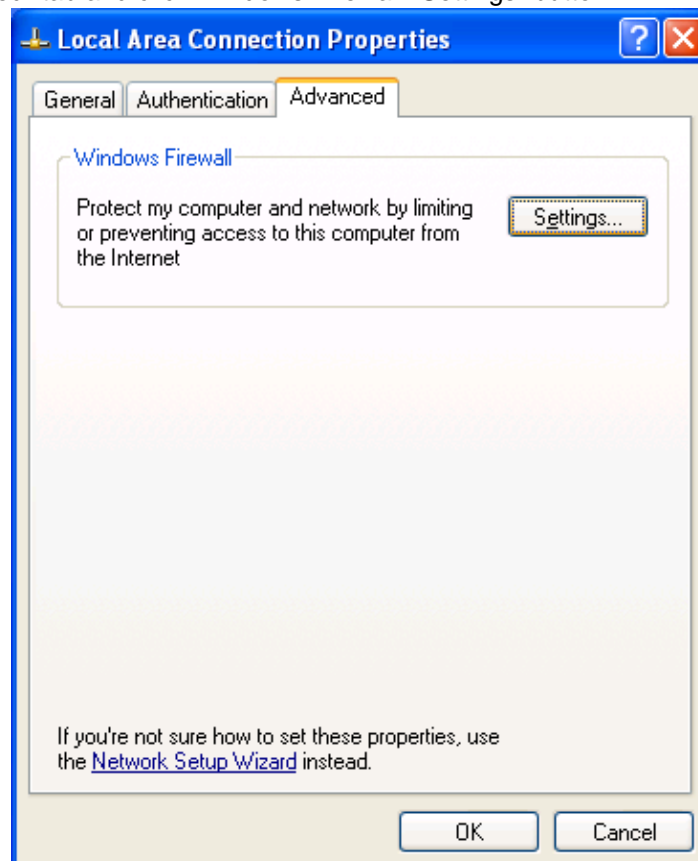 Local Area Connection Properties
General Authentication Advanced
Windows Firewall
Protect my computer and network by limiting
or preventing access to this computer from
the Internet
Settings...
If you're not sure how to set these properties, use
the Network Setup Wizard instead.
OK Cancel